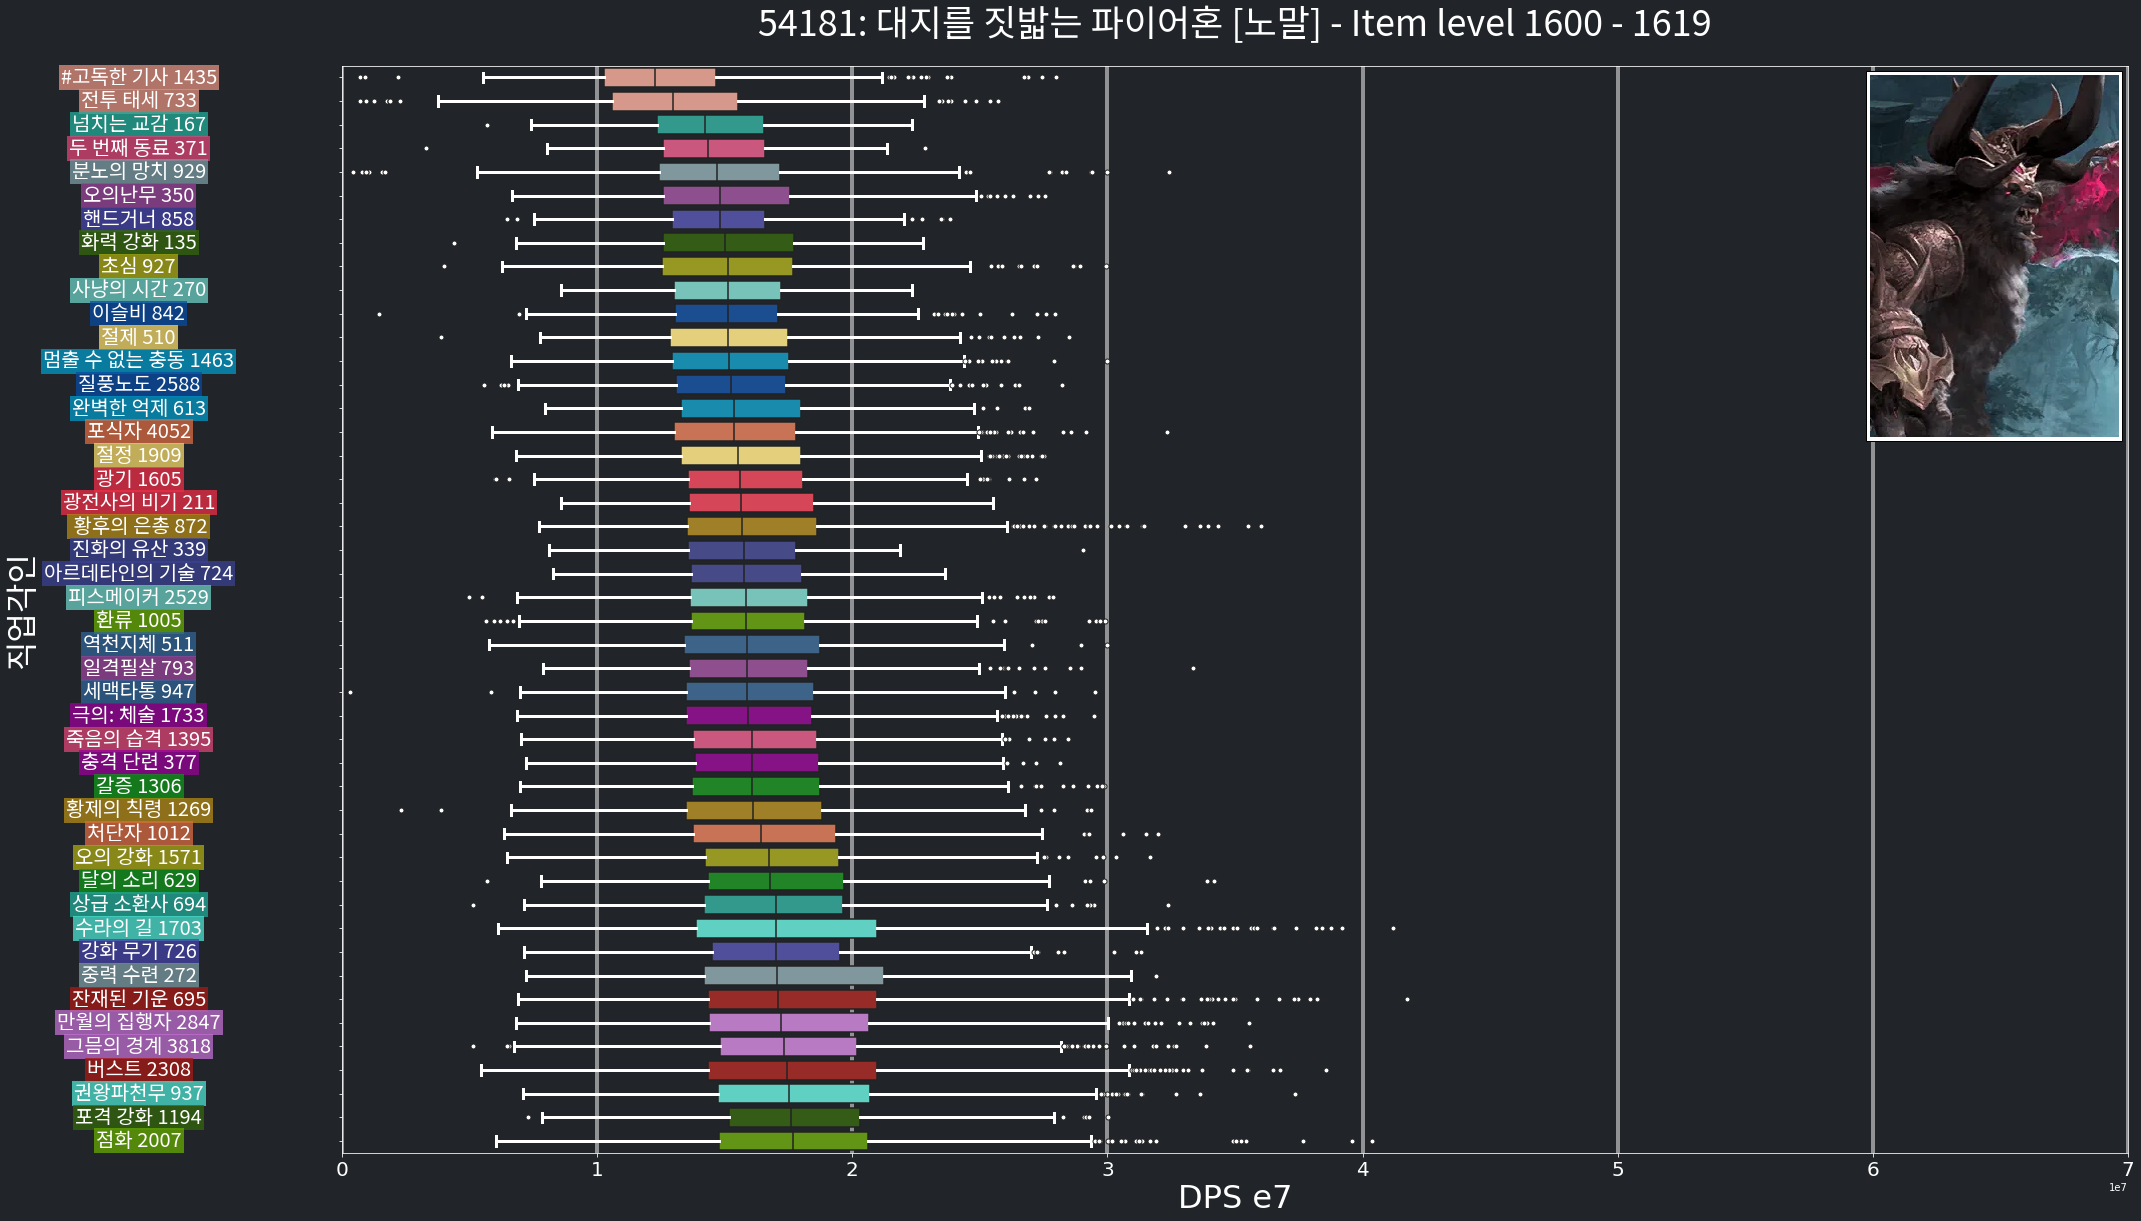 54181: 대지를 짓밟는 파이어혼 [노말] - Item level 1600 - 1619
#고독한 기사 1435
전투 태세 733
넘치는 교감 167
두 번째 동료 371
분노의 망치 929
오의난무 350
핸드거너 858
화력 강화 135
초심 927
사냥의 시간 270
이슬비 842
절제 510
멈출 수 없는 충동 1463
질풍노도 2588
완벽한 억제 613
포식자 4052
절정 1909
광기 1605
광전사의 비기 211
황후의 은총 872
진화의 유산 339
아르데타인의 기술 724
피스메이커 2529
환류 1005
역천지체 511
일격필살 793
세맥타통 947
극의: 체술 1733
죽음의 습격 1395
충격 단련 377
갈증 1306
황제의 칙령 1269
처단자 1012
오의 강화 1571
달의 소리 629
상급 소환사 694
수라의 길 1703
강화 무기 726
중력 수련 272
잔재된 기운 695
만월의 집행자 2847
그믐의 경계 3818
버스트 2308
권왕파천무 937
포격 강화 1194
점화 2007
직업각인
0 1 2 3 4 5 6 7
DPS e7
1e7